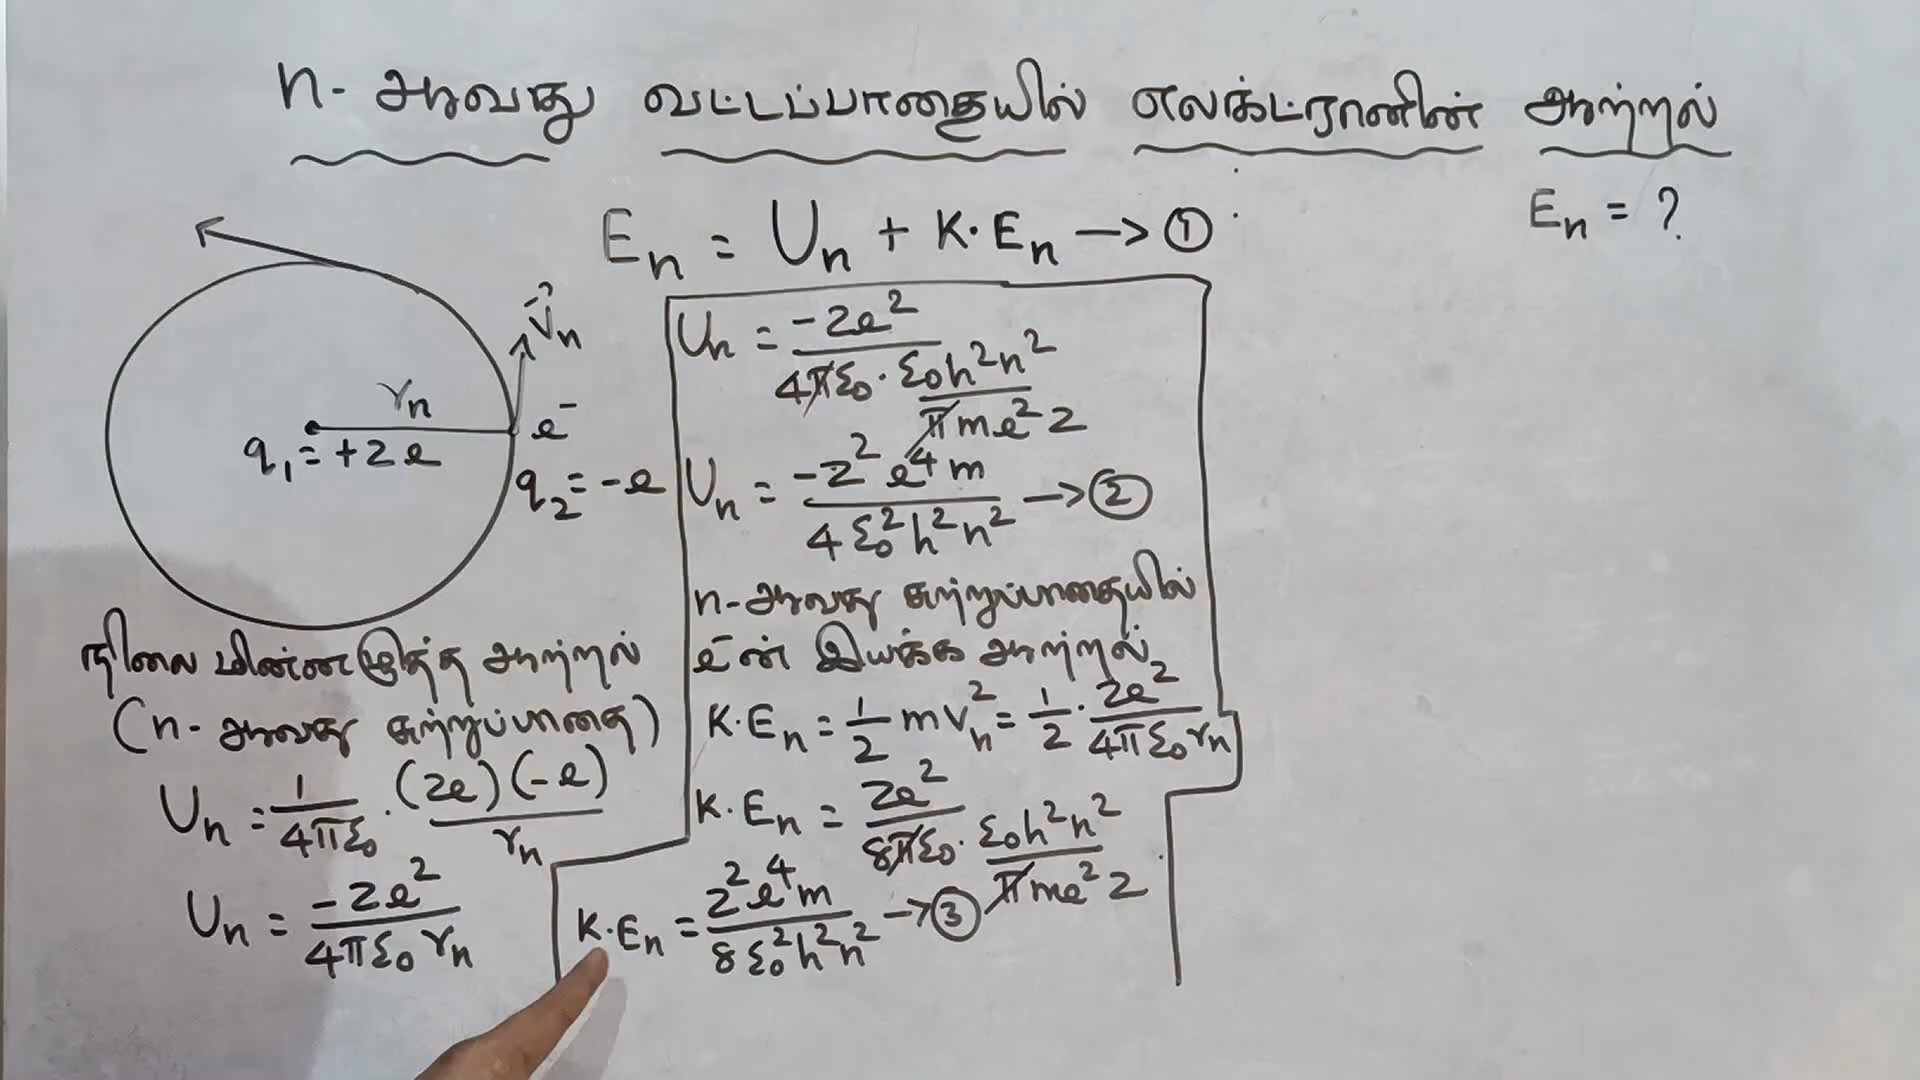 n- ஆவது வட்டப்பாதையில் எலக்ட்ரானின் ஆற்றல்
Eₙ = ?
Eₙ = Uₙ + K.Eₙ → ①
V⃗ₙ
rₙ
e⁻
q₁ = +Ze
q₂ = -e
நிலை மின்னழுத்த ஆற்றல்
(n- ஆவது சுற்றுப்பாதை)
Uₙ = 1/4πε₀ . (Ze)(-e)/rₙ
Uₙ = -Ze²/4πε₀ rₙ
Uₙ = -Ze²/4πε₀ . ε₀h²n²/πme²Z
Uₙ = -Z²e⁴m/4ε₀²h²n² → ②
n-ஆவது சுற்றுப்பாதையில்
e⁻ன் இயக்க ஆற்றல்
K.Eₙ = 1/2 mvₙ² = 1/2 . Ze²/4πε₀rₙ
K.Eₙ = Ze²/8πε₀ . ε₀h²n²/πme²Z
K.Eₙ = Z²e⁴m/8ε₀²h²n² → ③